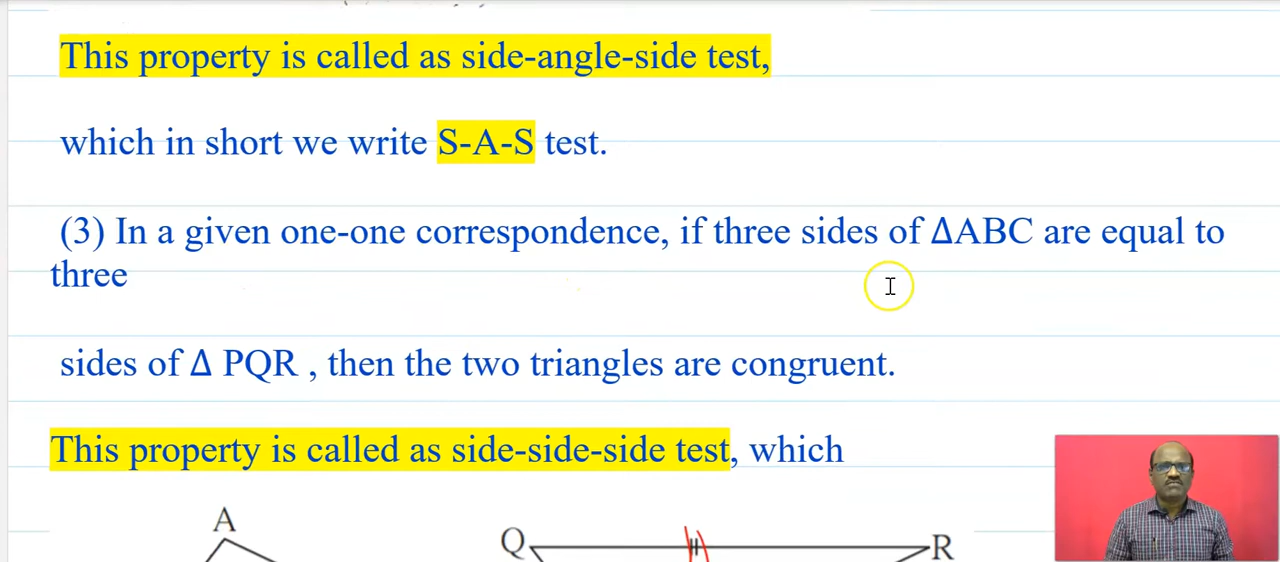 This property is called as side-angle-side test,
which in short we write S-A-S test.
(3) In a given one-one correspondence, if three sides of ΔABC are equal to
three
sides of Δ PQR , then the two triangles are congruent.
This property is called as side-side-side test, which
A
Q
R